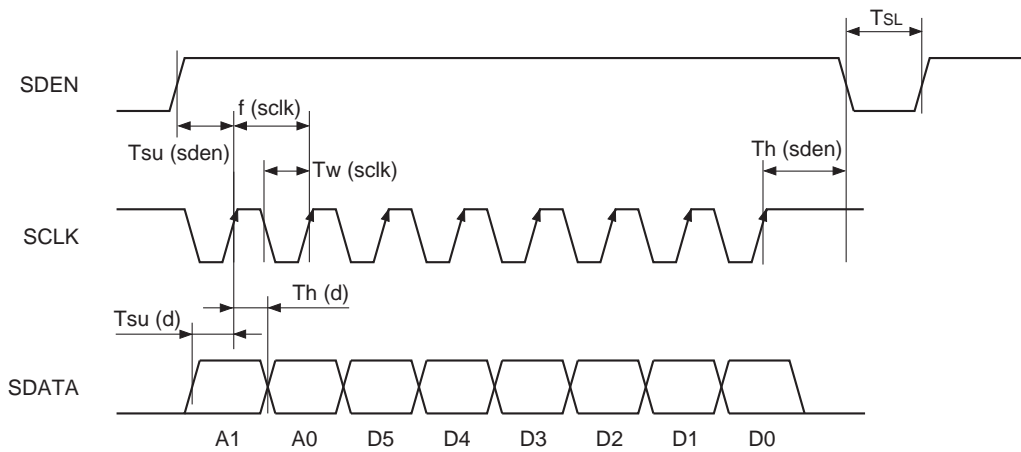 TSL
SDEN
f (sclk)
Tsu (sden)
Th (sden)
Tw (sclk)
SCLK
Th (d)
Tsu (d)
SDATA
A1 A0 D5 D4 D3 D2 D1 D0